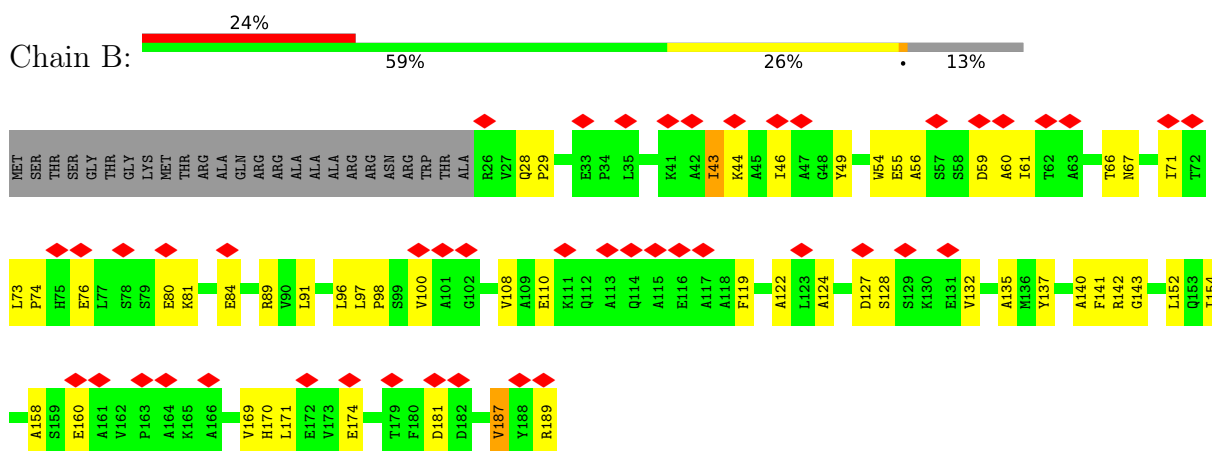 24%
Chain B:
59% 26% • 13%
MET SER THR SER GLY THR GLY LYS MET THR ARG ALA GLN ARG ARG ALA ALA ALA ARG ARG ASN ARG TRP THR ALA R26 V27 Q28 P29 E33 P34 L35 K41 A42 I43 K44 A45 I46 A47 G48 Y49 W54 E55 A56 S57 S58 D59 A60 I61 T62 A63 T66 N67 I71 T72
L73 P74 H75 E76 L77 S78 S79 E80 K81 E84 R89 V90 L91 L96 L97 P98 S99 V100 A101 G102 V108 A109 E110 K111 Q112 A113 Q114 A115 E116 A117 A118 F119 A122 L123 A124 D127 S128 S129 K130 E131 V132 A135 M136 Y137 A140 F141 R142 G143 L152 Q153 I154
A158 S159 E160 A161 V162 P163 A164 K165 A166 V169 H170 L171 E172 V173 E174 T179 F180 D181 D182 V187 Y188 R189